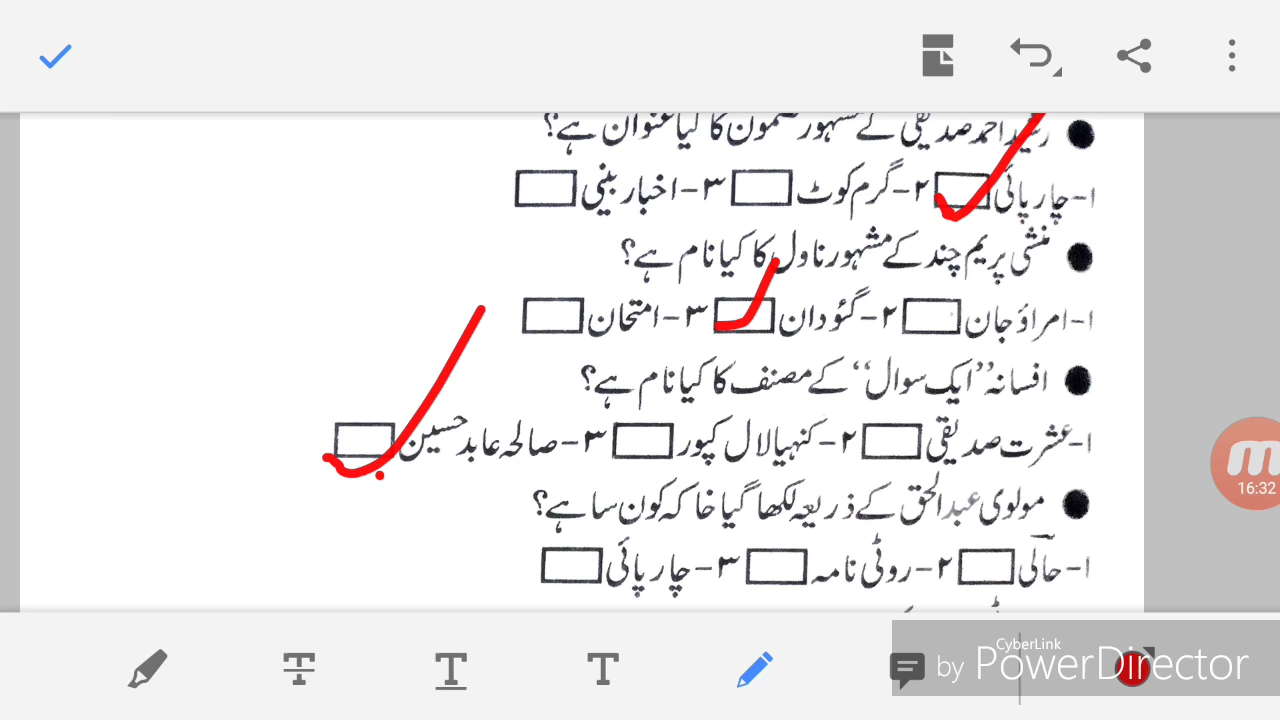 رشید احمد صدیقی کے مشہور مضمون کا کیا عنوان ہے؟
۱- چارپائی ۲- گرم کوٹ ۳- اخبار بینی
منشی پریم چند کے مشہور ناول کا کیا نام ہے؟
۱- امراؤ جان ۲- گئودان ۳- امتحان
افسانہ ’’ایک سوال‘‘ کے مصنف کا کیا نام ہے؟
۱- عشرت صدیقی ۲- کنہیا لال کپور ۳- صالحہ عابد حسین
16:32
مولوی عبدالحق کے ذریعہ لکھا گیا خاکہ کون سا ہے؟
۱- حالی ۲- روٹی نامہ ۳- چارپائی
T T T
CyberLink
by PowerDirector